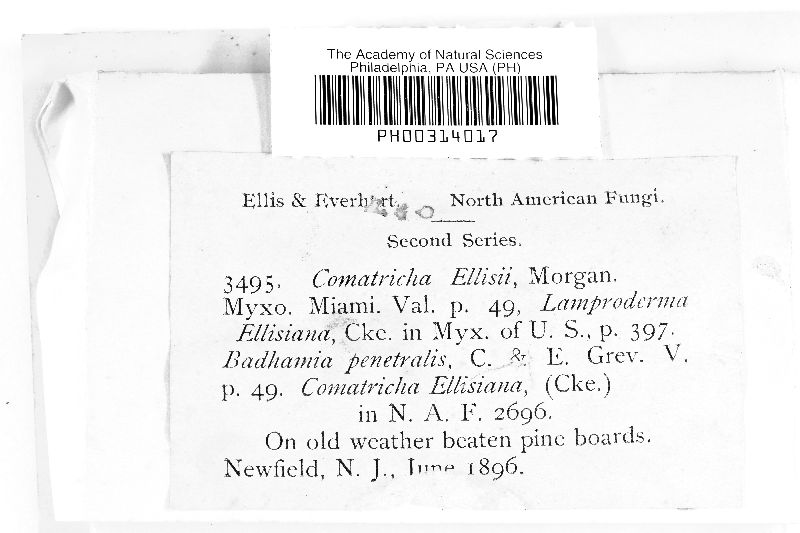 The Academy of Natural Sciences
Philadelphia, PA USA (PH)
PH00314017
Ellis & Everhart. North American Fungi.
Second Series.
3495. Comatricha Ellisii, Morgan.
Myxo. Miami. Val. p. 49, Lamproderma
Ellisiana, Cke. in Myx. of U. S., p. 397.
Badhamia penetralis, C. & E. Grev. V.
p. 49. Comatricha Ellisiana, (Cke.)
in N. A. F. 2696.
On old weather beaten pine boards.
Newfield, N. J., June 1896.